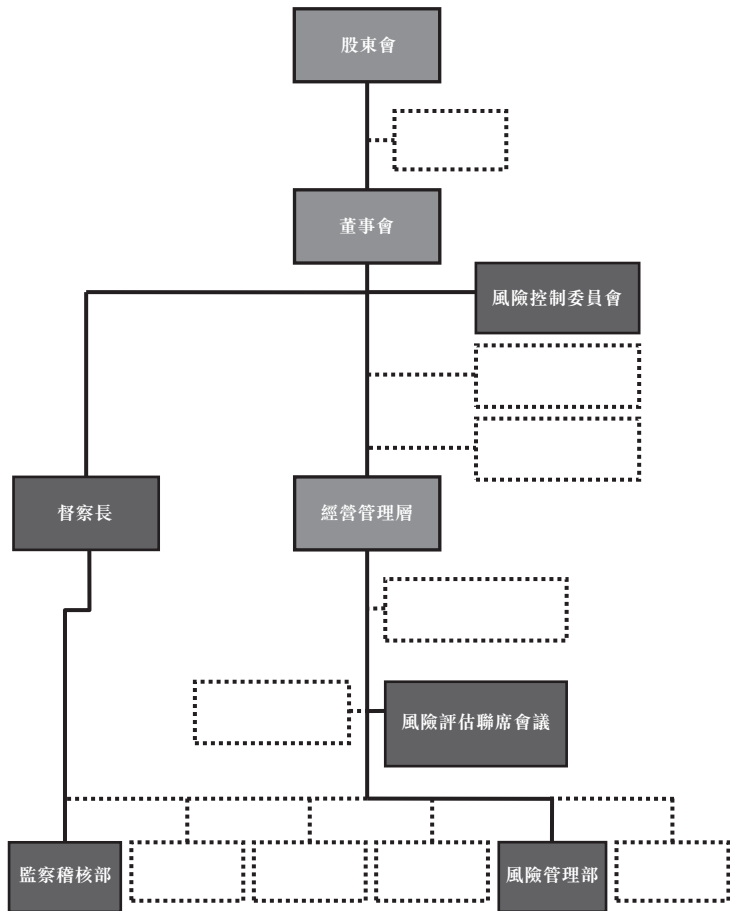 股東會
董事會
風險控制委員會
督察長
經營管理層
風險評估聯席會議
監察稽核部
風險管理部